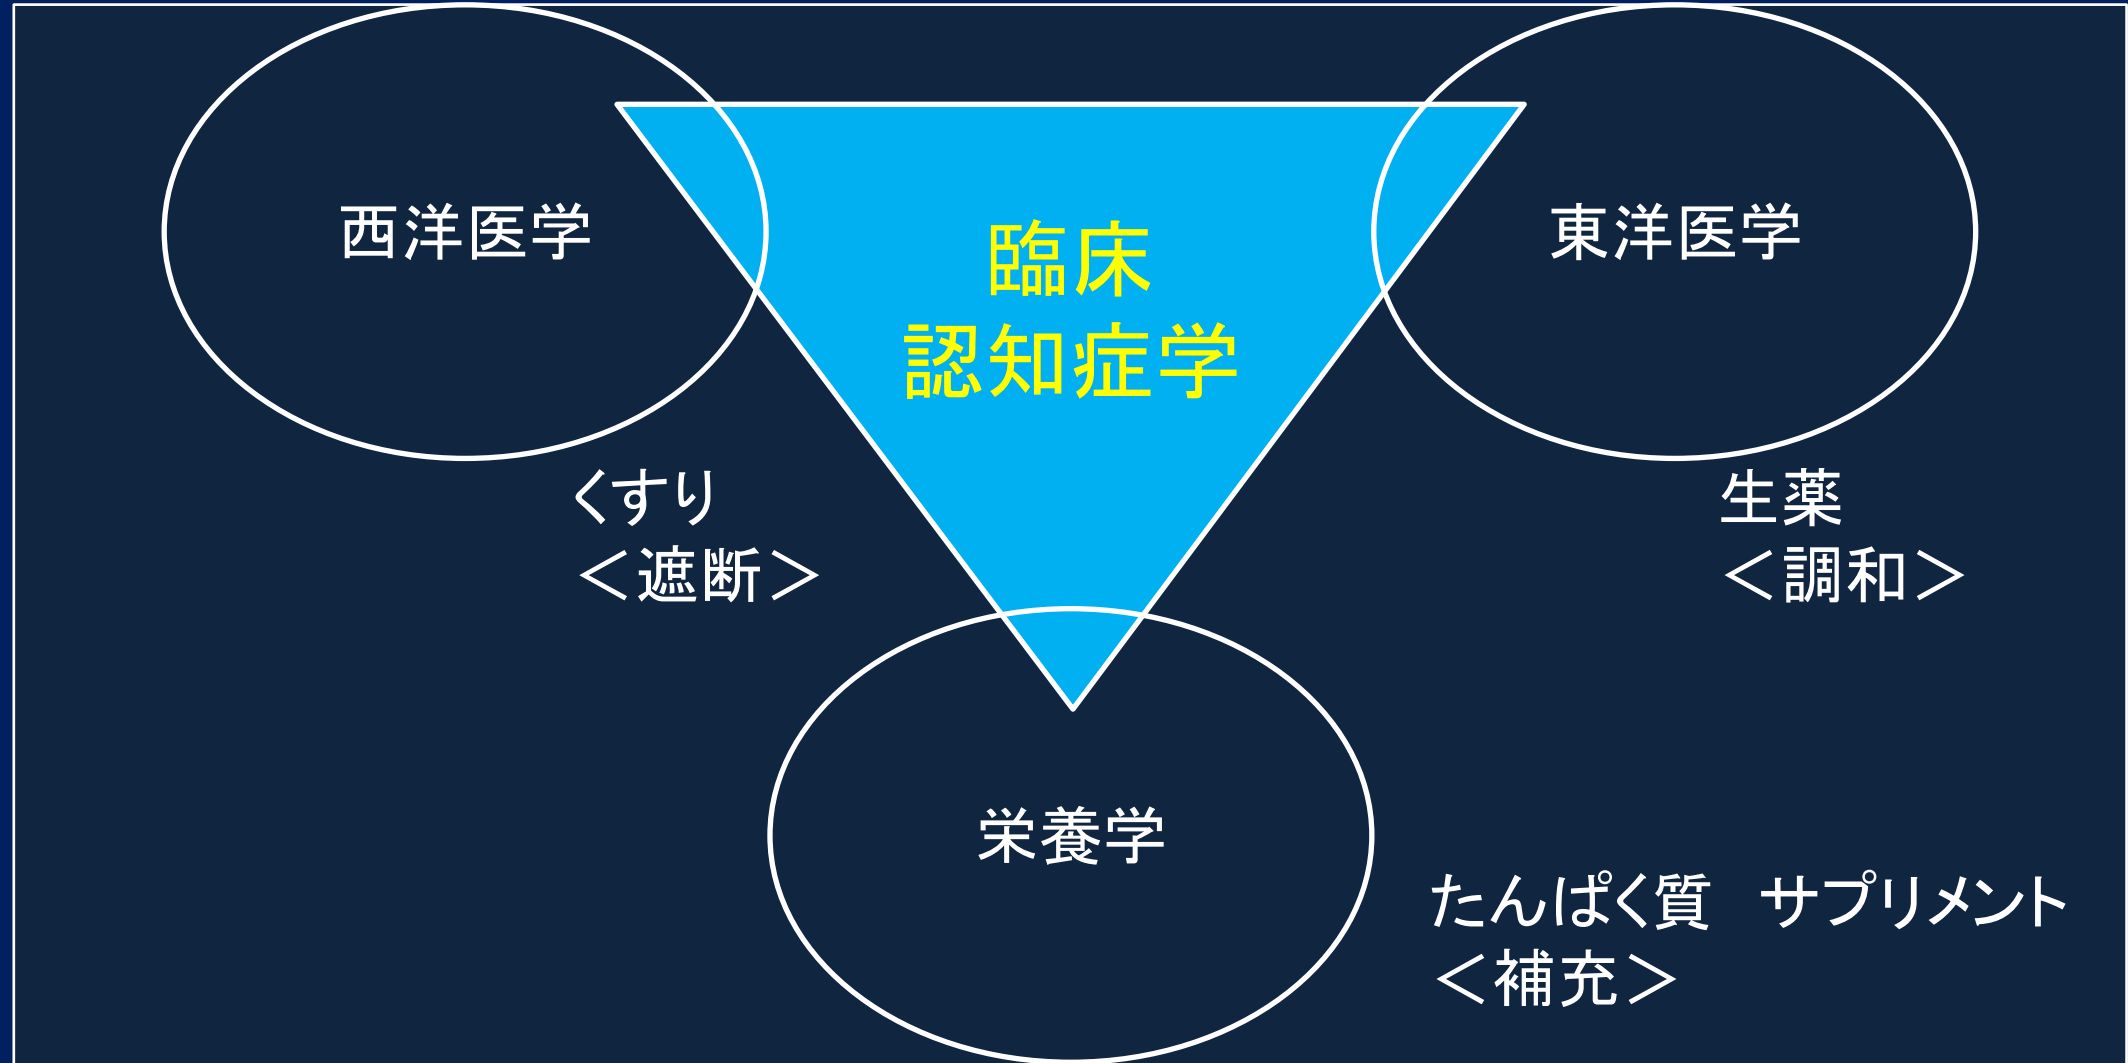 西洋医学
東洋医学
臨床
認知症学
くすり
＜遮断＞
生薬
＜調和＞
栄養学
たんぱく質　サプリメント
＜補充＞